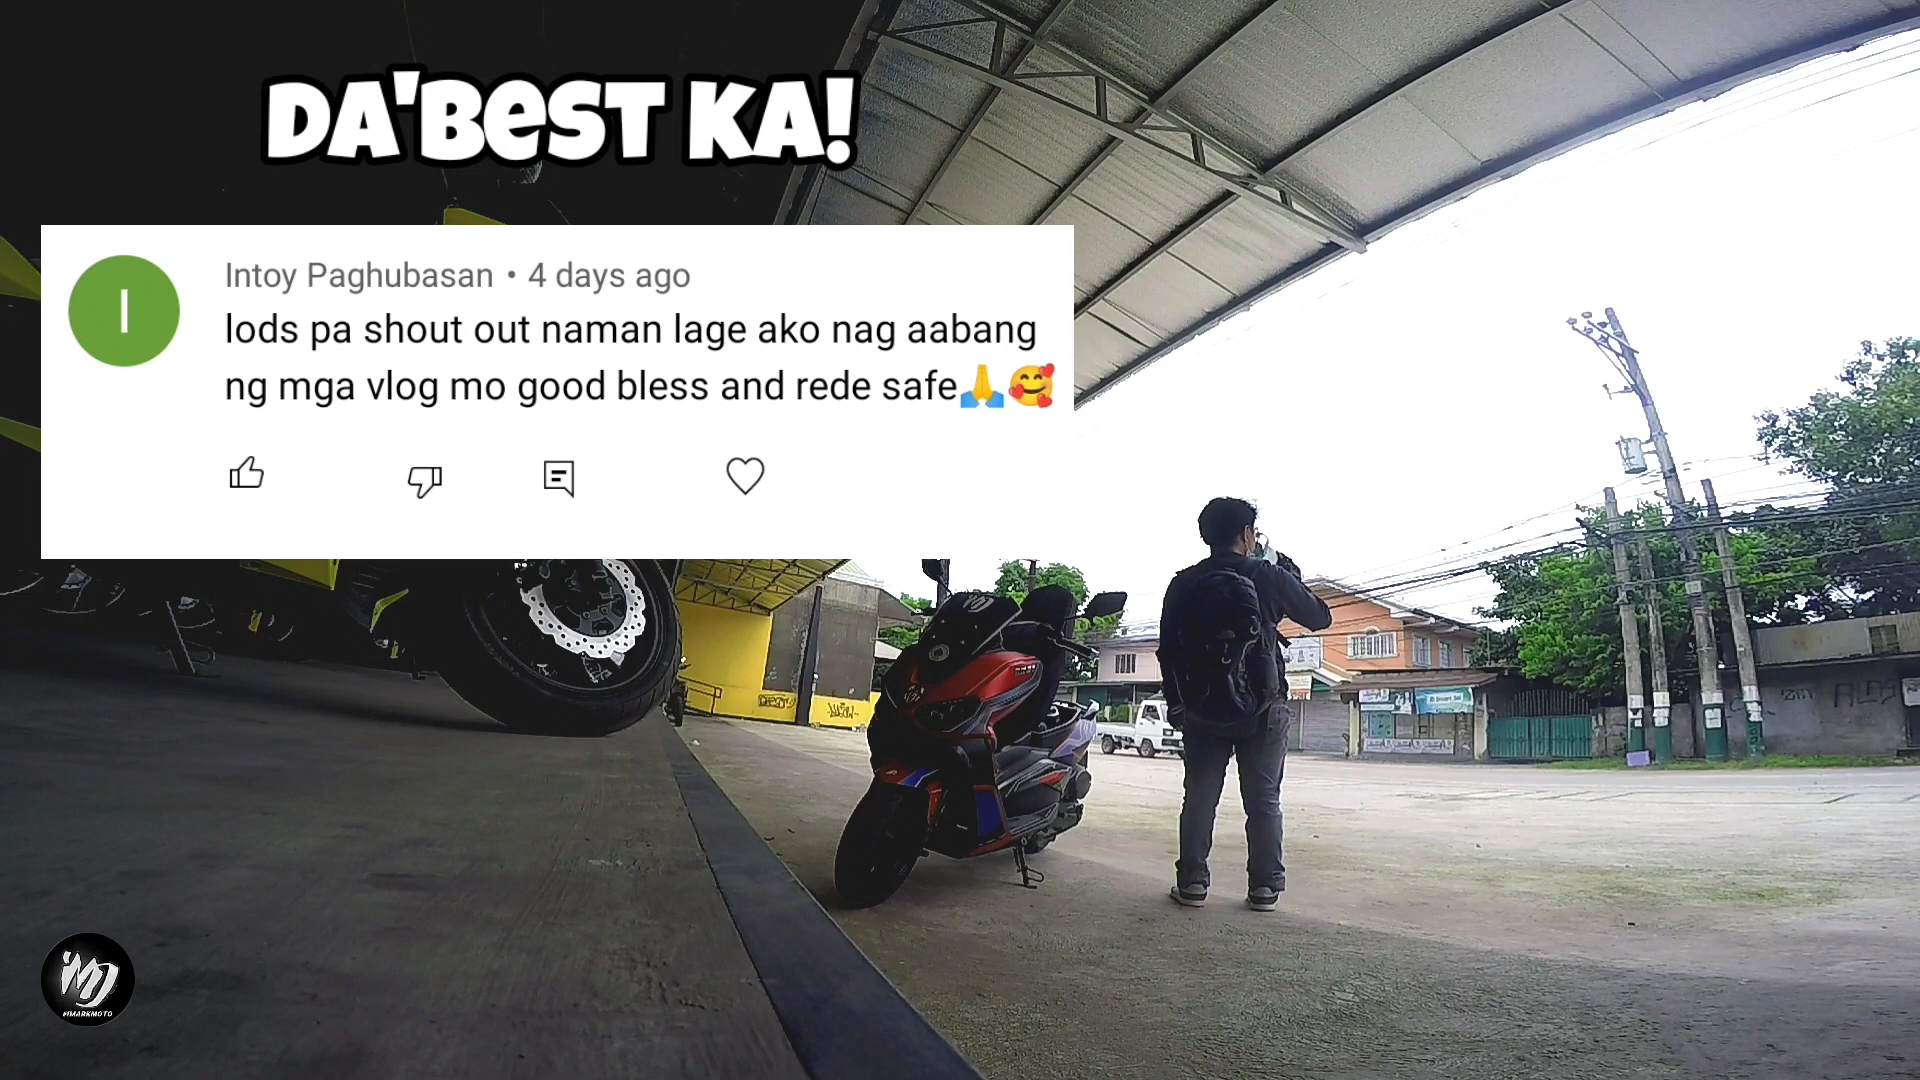 DA'BEST KA!
I
Intoy Paghubasan • 4 days ago
lods pa shout out naman lage ako nag aabang
ng mga vlog mo good bless and rede safe🙏🥰
#IMARKMOTO